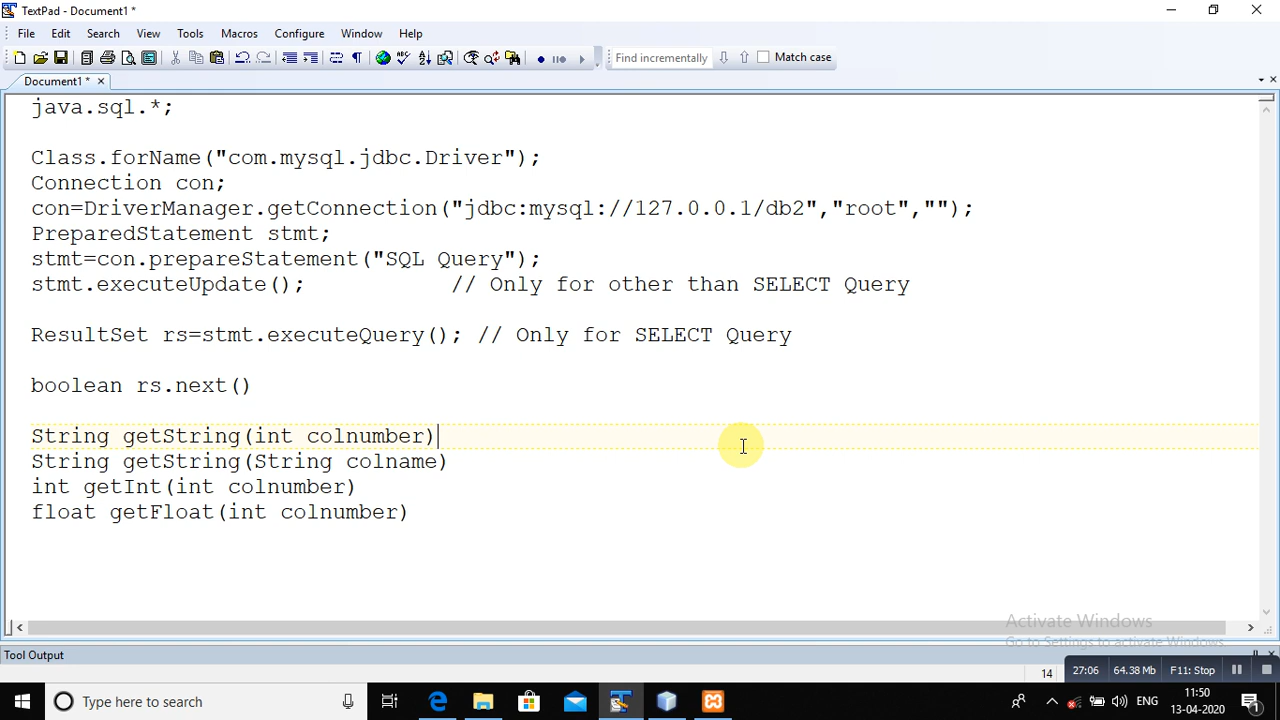 TextPad - Document1 *
File Edit Search View Tools Macros Configure Window Help
Find incrementally Match case
Document1 *
java.sql.*;
Class.forName("com.mysql.jdbc.Driver");
Connection con;
con=DriverManager.getConnection("jdbc:mysql://127.0.0.1/db2","root","");
PreparedStatement stmt;
stmt=con.prepareStatement("SQL Query");
stmt.executeUpdate(); // Only for other than SELECT Query
ResultSet rs=stmt.executeQuery(); // Only for SELECT Query
boolean rs.next()
String getString(int colnumber)
String getString(String colname)
int getInt(int colnumber)
float getFloat(int colnumber)
Activate Windows
Go to Settings to activate Windows.
Tool Output
14 27:06 64.38 Mb F11: Stop
Type here to search
ENG 11:50
13-04-2020 1